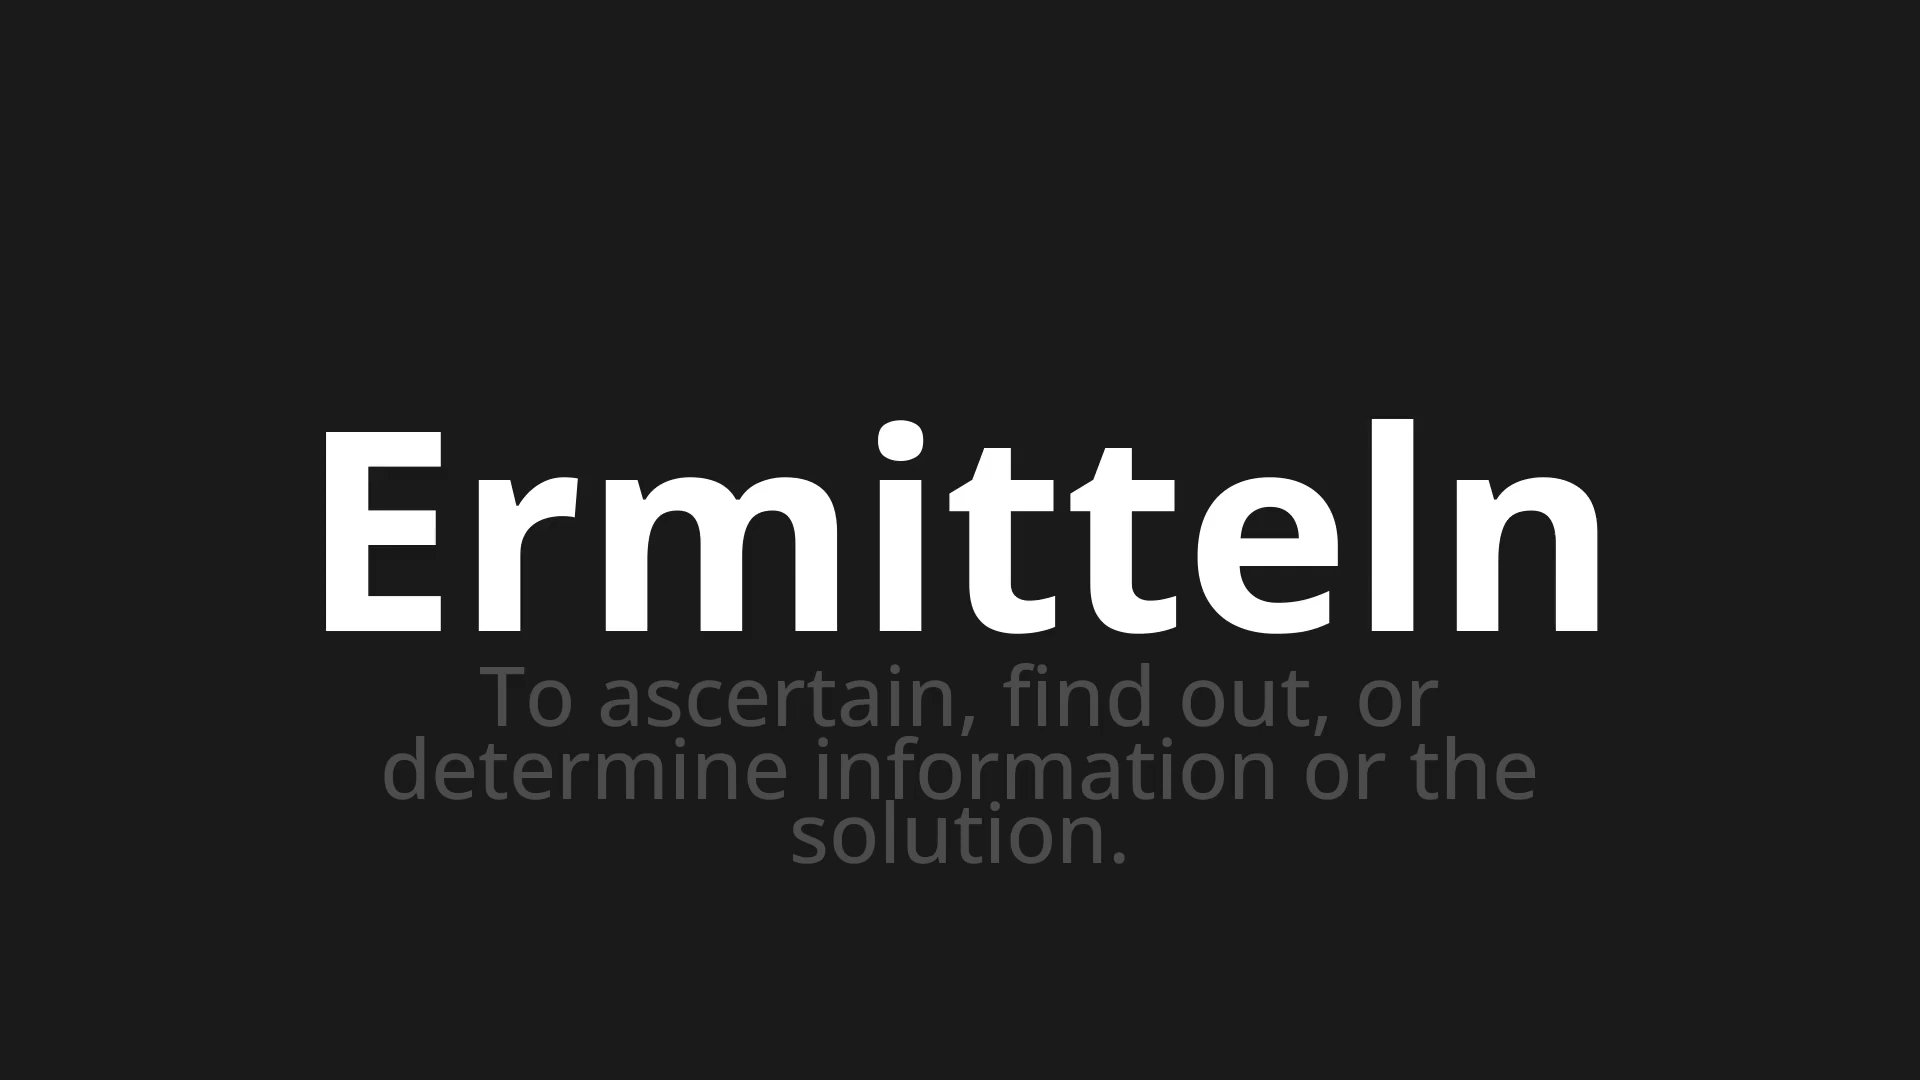 Ermitteln
To ascertain, find out, or
determine information or the
solution.